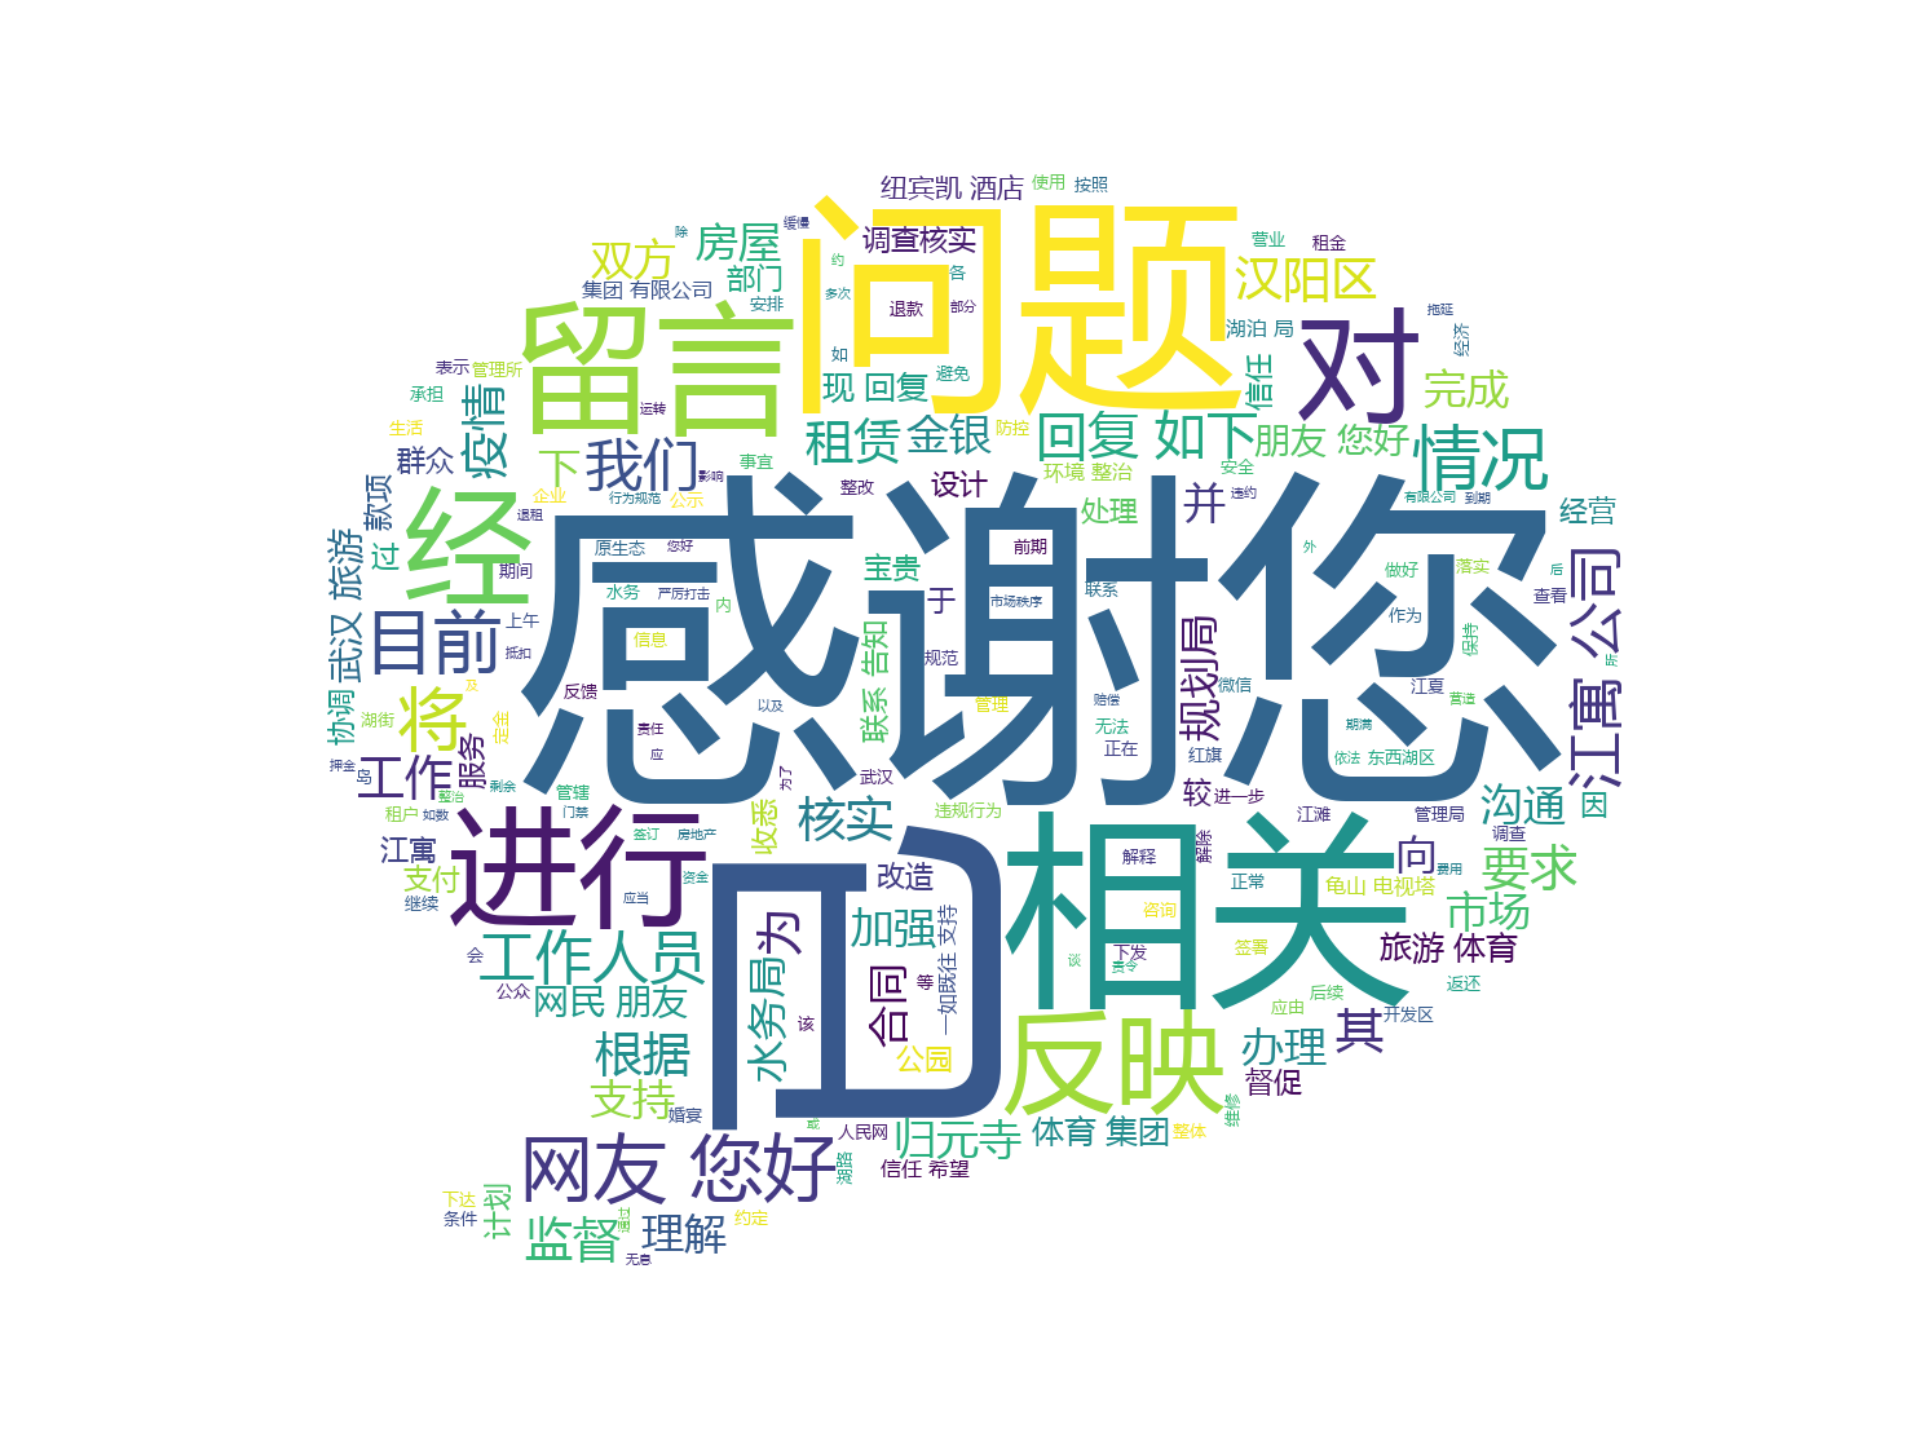 纽宾凯 酒店
使用
按照
缓慢
除
房屋
双方
调查核实
问题
营业
租金
汉阳区
部门
集团 有限公司
安排
约
各
多次
退款
部分
留言
对
湖泊 局
拖延
经济
表示
管理所
如
现 回复
避免
信任
完成
承担
运转
疫情
生活
群众
我们
下
租赁
金银
防控
回复 如下
朋友 您好
情况
事宜
影响
环境 整治
安全
款项
经
退租
企业
行为规范
公示
整改
设计
处理
并
违约
有限公司
到期
经营
感谢您
武汉 旅游
过
期间
原生态
您好
宝贵
前期
外
做好
落实
后
查看
江寓 公司
水务
严厉打击
内
于
市场秩序
联系
作为
目前
上午
抵扣
信息
联系 告知
规范
规划局
保持
所
协调
湖街
将
及
定金
反馈
责任
应
以及
管理
赔偿
无法
正在
微信
江夏
营造
期满
红旗
依法
东西湖区
押金
岛
工作
服务
剩余
整治
管辖
为了
武汉
较
进一步
租户
如数
门禁
签订
房地产
收悉
核实
违规行为
江滩
管理局
沟通
因
调查
江寓
支付
继续
进行
资金
应当
已
改造
相关
解释
解除
正常
向
费用
要求
龟山 电视塔
市场
咨询
会
公众
工作人员
网民 朋友
水务局
为
该
加强
合同
等
一如既往 支持
下发
谈
责令
签署
旅游 体育
返还
应由
后续
开发区
其
根据
支持
婚宴
公园
反映
办理
督促
维修
网友 您好
或
人民网
湖路
归元寺
信任 希望
体育 集团
整体
下达
条件
计划
监督
通过
理解
约定
无息